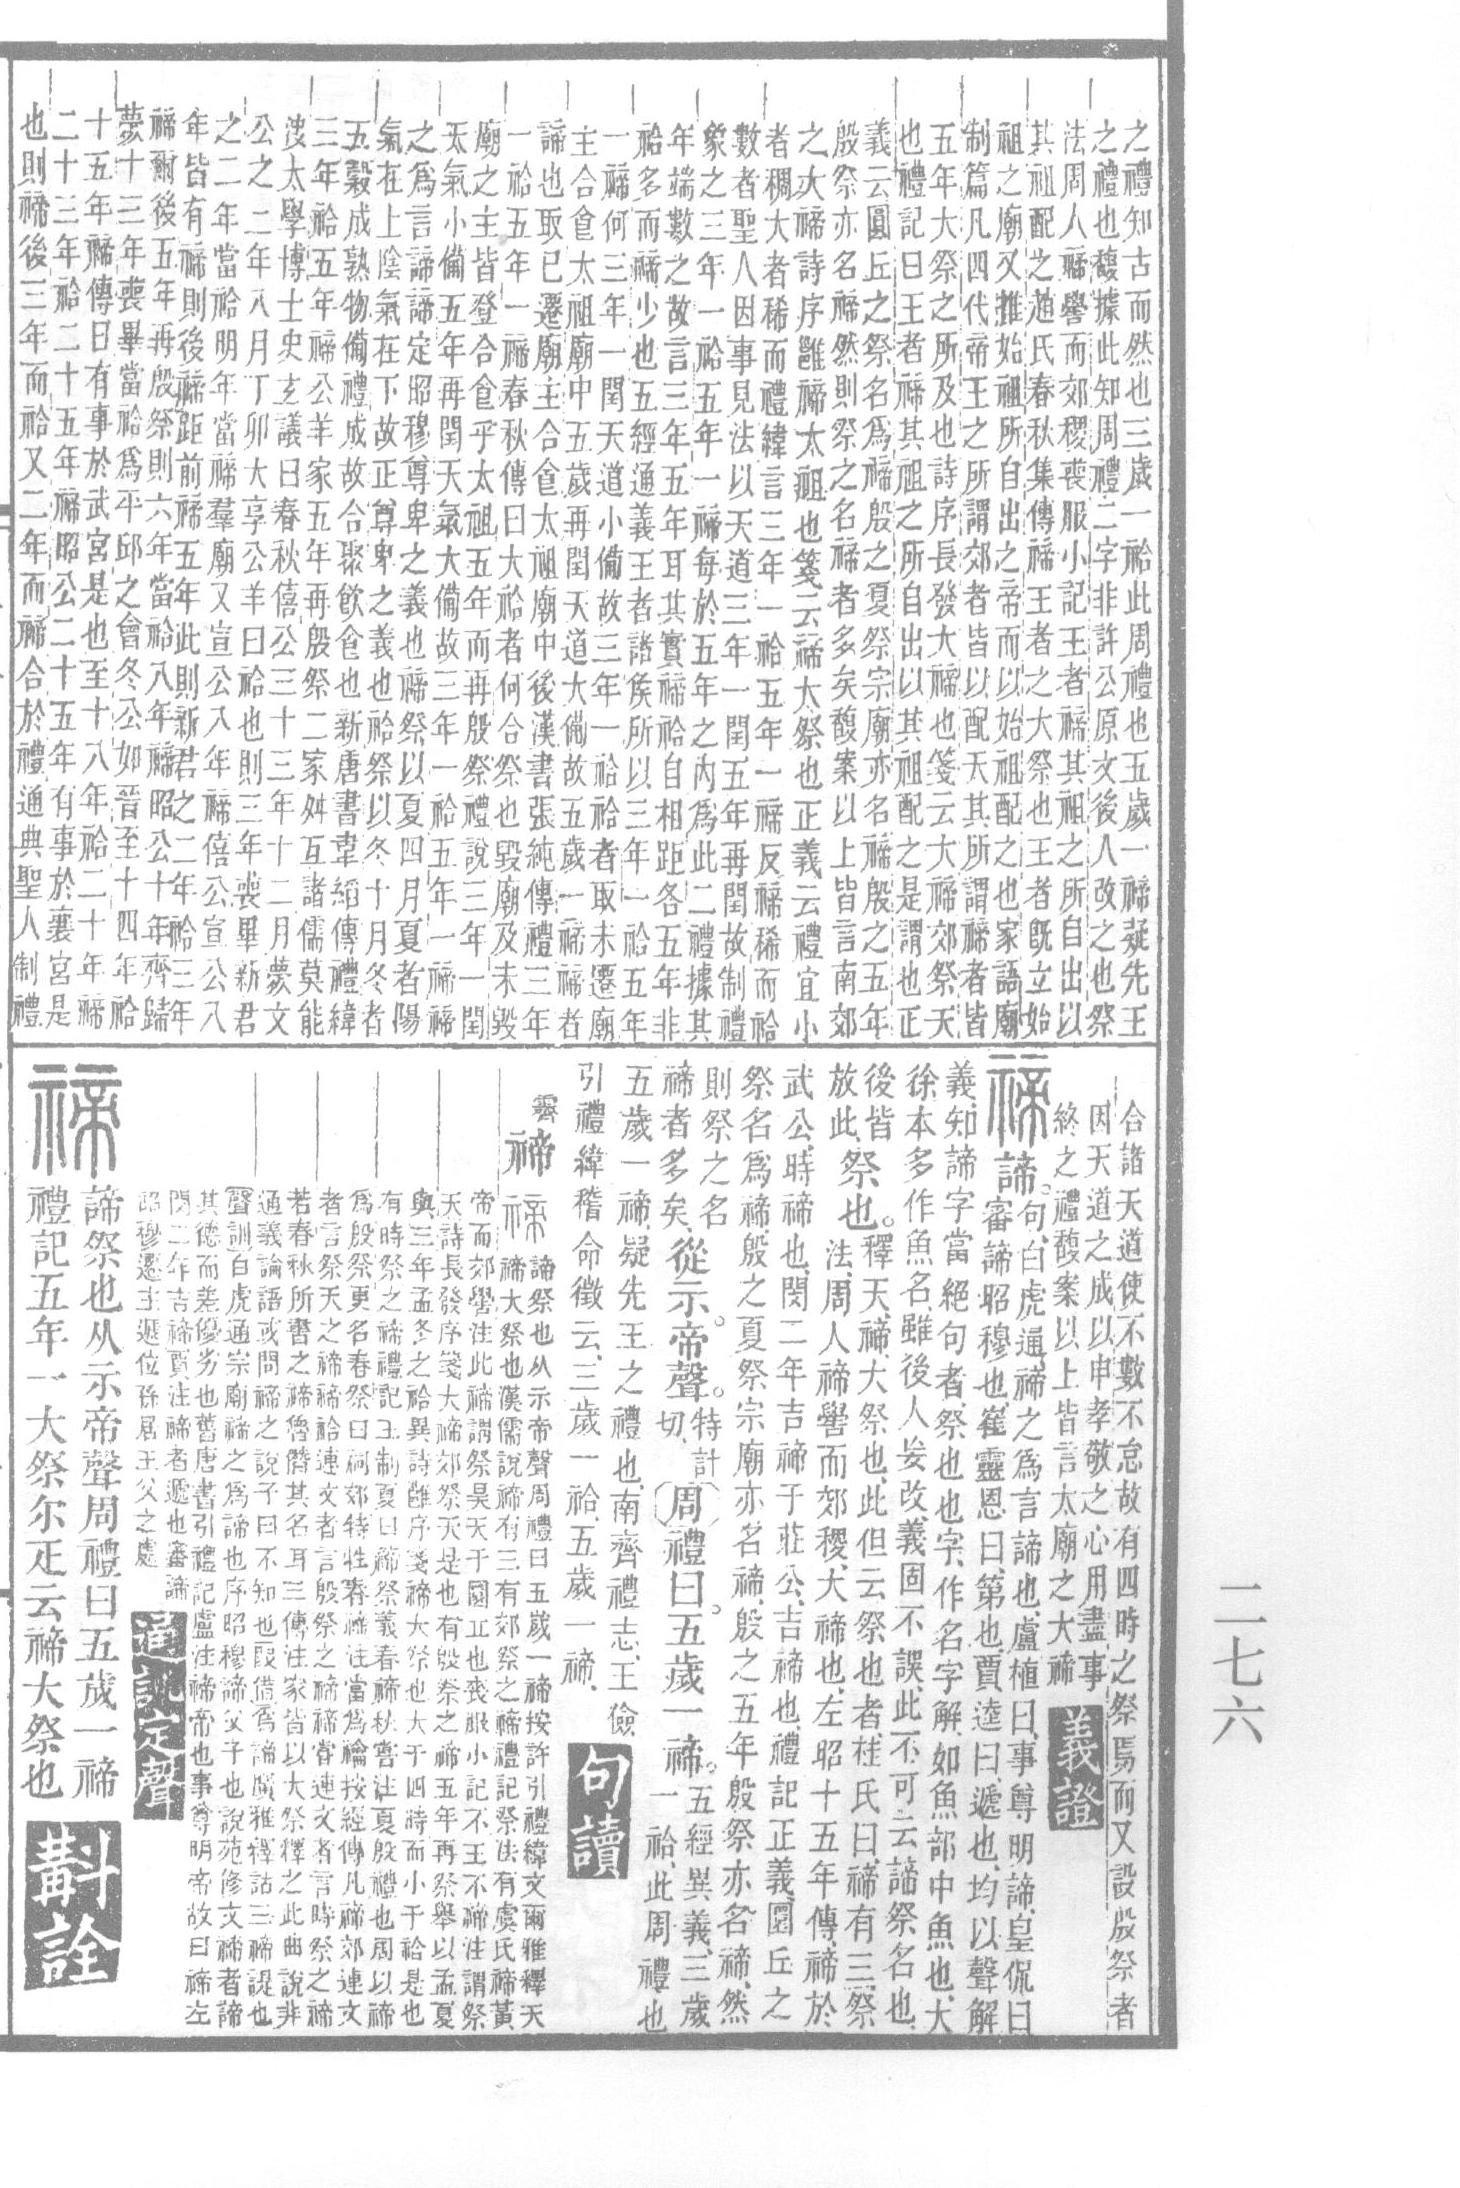 之禮知古而然也三歲一祫此周禮也五歲一禘疑先王
之禮也馥據此知周禮二字非許公原文後人改之也祭
法周人禘嚳而郊稷喪服小記王者禘其祖之所自出以
其祖配之趙氏春秋集傳禘王者之大祭也王者旣立始
祖之廟又推始祖所自出之帝而以始祖配之也家語廟
制篇凡四代帝王之所謂郊者皆以配天其所謂禘者皆
五年大祭之所及也詩序長發大禘也箋云大禘郊祭天
也禮記曰王者禘其祖之所自出以其祖配之是謂也正
義云圓丘之祭名爲禘殷之夏祭宗廟亦名禘殷之五年
殷祭亦名禘然則祭之名禘者多矣馥案以上皆言南郊
之大禘詩序雝禘太祖也箋云禘大祭也正義云禮宜小
者稠大者稀而禮緯言三年一祫五年一禘反禘稀而祫
數者聖人因事見法以天道三年一閏五年再閏故制禮
象之三年一祫五年一禘每於五年之內爲此二禮據其
年端數之故言三年五年耳其實禘祫自相距各五年非
祫多而禘少也五經通義王者諸侯所以三年一祫五年
一禘何三年一閏天道小備故三年一祫祫者取未遷廟
主合食太祖廟中五歲再閏天道大備故五歲一禘禘者
諦也取已遷廟主合食太祖廟中後漢書張純傳禮三年
一祫五年一禘春秋傳曰大祫者何合祭也毀廟及未毀
廟之主皆登合食乎太祖五年而再殷祭禮說三年一閏
天氣小備五年再閏天氣大備故三年一祫五年一禘禘
之爲言諦諦定昭穆尊卑之義也禘祭以夏四月夏者陽
氣在上陰氣在下故正尊卑之義也祫祭以冬十月冬者
五穀成熟物備禮成故合聚飲食也新唐書韋縚傳禮緯
三年祫五年禘公羊家五年再殷祭二家舛互諸儒莫能
決太學博士史玄議曰春秋僖公三十三年十二月薨文
公之二年八月丁卯大享公羊曰祫也則三年喪畢新君
之二年當祫明年當禘羣廟又宣公八年禘僖公宣公八
年皆有禘則後禘距前禘五年此則新君之二年祫三年
禘爾後五年再殷祭則六年當祫八年禘昭公十年齊歸
薨十三年喪畢當祫爲平邱之會冬公如晉至十四年祫
十五年禘傳曰有事於武宮是也至十八年祫二十年禘
二十三年祫二十五年禘昭公二十五年有事於襄宮是
也則禘後三年而祫又二年而禘合於禮通典聖人制禮
合諸天道使不數不怠故有四時之祭焉而又設殷祭者
因天道之成以申孝敬之心用盡事
終之禮馥案以上皆言太廟之大禘
義證
禘諦。句、白虎通、禘之爲言諦也、盧植曰、事尊明諦、皇侃曰
審諦昭穆也、崔靈恩曰、第也、賈逵曰、遞也、均以聲解
義、知諦字當絕句者、祭也也字、作名字解、如魚部中魚也、大
徐本多作魚名、雖後人妄改、義固不誤、此不可云諦祭名也、
後皆放此、祭也。釋天、禘、大祭也、此但云祭也者、桂氏曰、禘有三、祭
法、周人禘嚳而郊稷、大禘也、左昭十五年傳、禘於
武公、時禘也、閔二年吉禘于莊公、吉禘也、禮記正義、圜丘之
祭名爲禘、殷之夏祭宗廟亦名禘、殷之五年殷祭亦名禘、然
則祭之名禘者多矣、從示。帝聲。特計切、周禮曰。五歲一禘。五經異義、三歲
一祫、此周禮也
五歲一禘、疑先王之禮也、南齊禮志、王儉
引禮緯稽命徵云、三歲一祫、五歲一禘、
句讀
禘 諦祭也从示帝聲周禮曰五歲一禘按許引禮緯文爾雅釋天
禘大祭也漢儒說禘有三有郊祭之禘禮記祭法有虞氏禘黃
帝而郊嚳注此禘謂祭昊天于圜丘也喪服小記不王不禘注謂祭
天詩長發序箋大禘郊祭天是也有殷祭之禘五年再祭舉以孟夏
與三年孟冬之祫異詩雝序箋禘大祭也大于四時而小于祫是也
有時祭之禘禮記王制夏曰禘祭義春禘秋嘗注夏殷禮也周以禘
爲殷祭更名春祭曰祠郊特牲春禘注當爲禴按經傳凡禘郊連文
者言祭天之禘禘祫連文者言殷祭之禘禘嘗連文者言時祭之禘
若春秋所書之禘魯僭其名耳三傳注家皆以大祭釋之此曲說非
通義論語或問禘之說子曰不知也叚借爲諦廣雅釋詁三禘諟也
聲訓白虎通宗廟禘之爲諦也序昭穆諦父子也說苑修文禘者諦
其德而差優劣也舊唐書引禮記盧注禘帝也事尊明帝故曰禘左
閔二年吉禘賈注禘者遞也審諦
昭穆遷主遞位孫居王父之處
通訓定聲
禘 諦祭也从示帝聲周禮曰五歲一禘
禮記五年一大祭尔疋云禘大祭也
斠詮
二七六